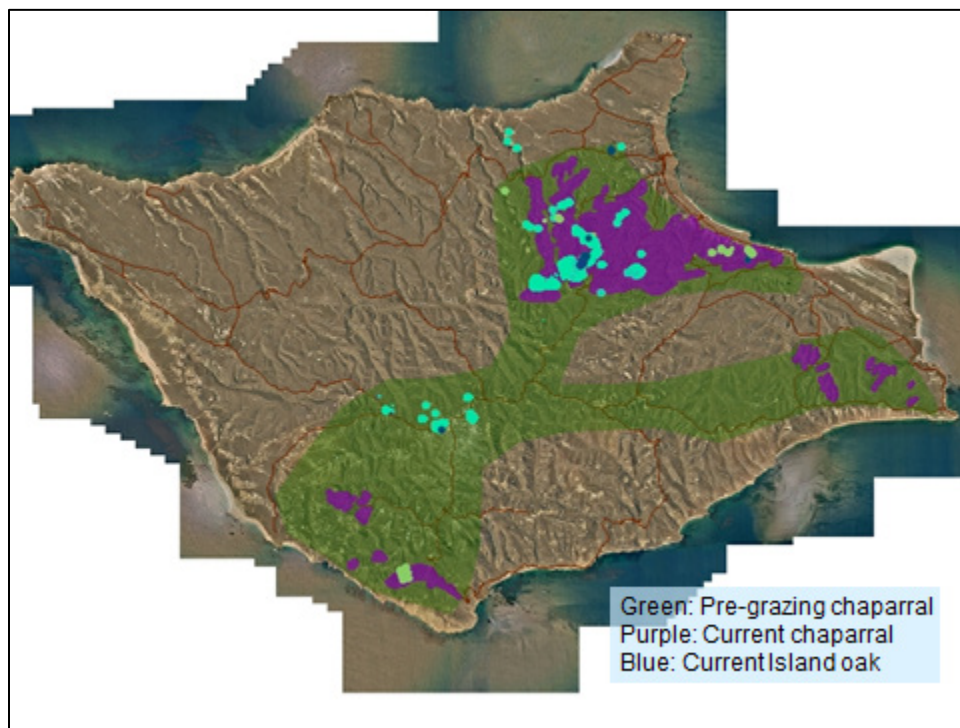 Green: Pre-grazing chaparral
Purple: Current chaparral
Blue: Current Island oak